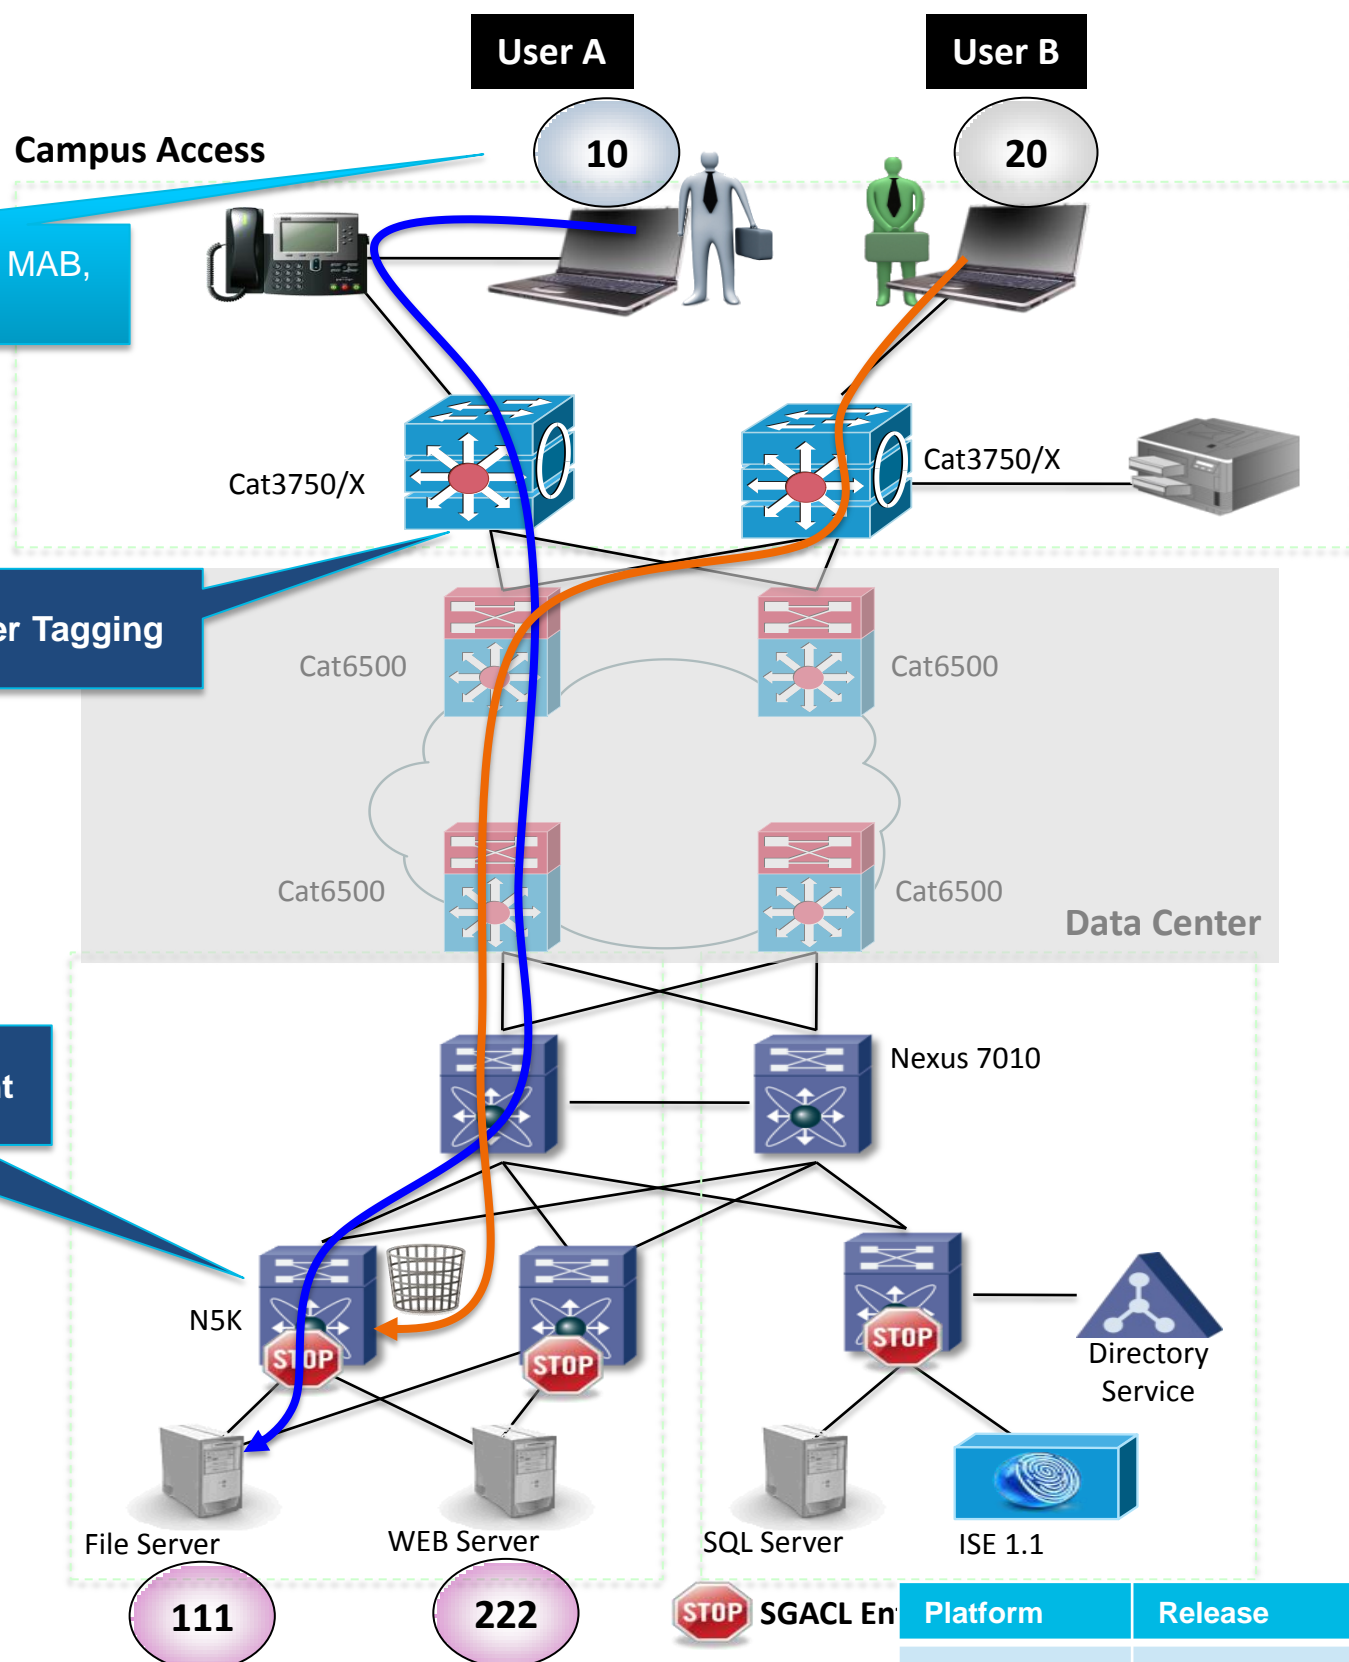 User A
User B
10
20
Campus Access
MAB,
Cat3750/X
Cat3750/X
er Tagging
Cat6500
Cat6500
Cat6500
Cat6500
Data Center
Nexus 7010
nt
N5K
STOP
STOP
STOP
Directory
Service
File Server
WEB Server
SQL Server
ISE 1.1
111
222
STOP
SGACL En
Platform
Release